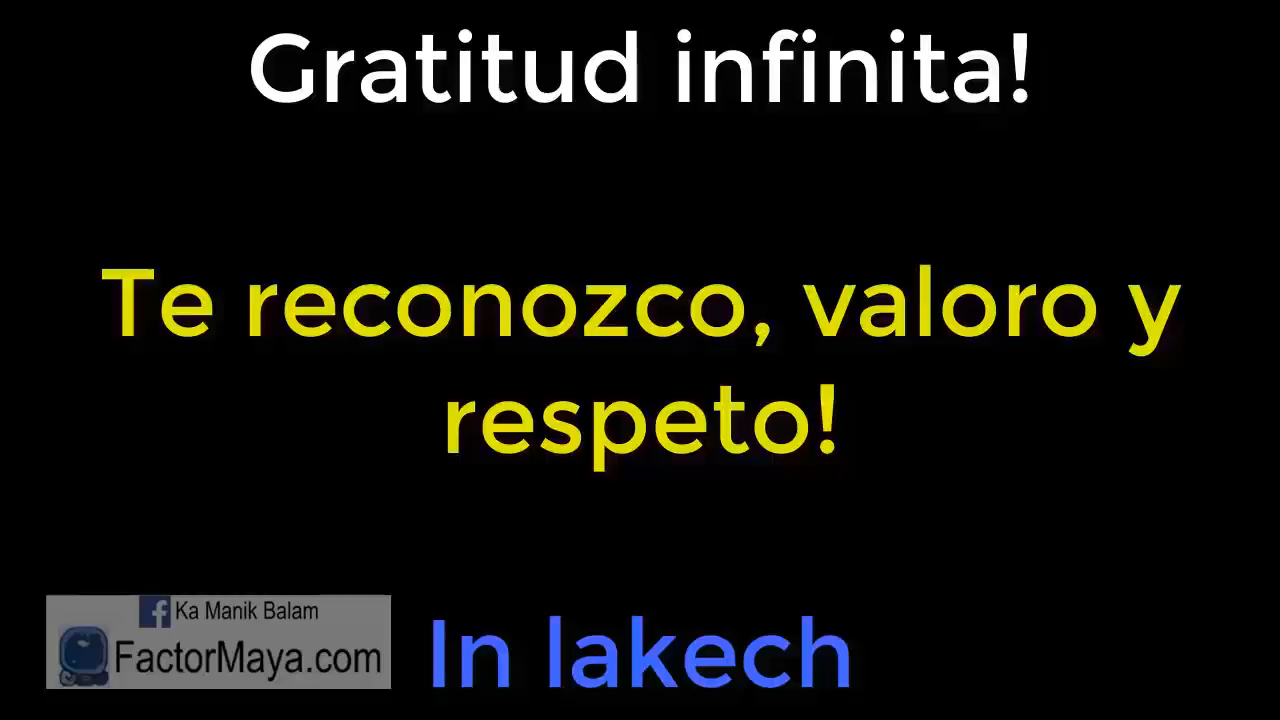 Gratitud infinita!
Te reconozco, valoro y
respeto!
Ka Manik Balam
FactorMaya.com
In lakech